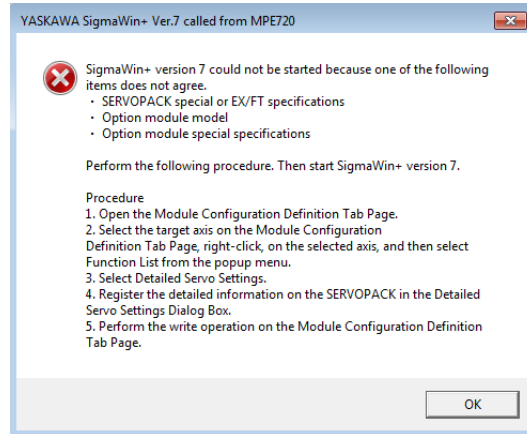 YASKAWA SigmaWin+ Ver.7 called from MPE720
SigmaWin+ version 7 could not be started because one of the following
items does not agree.
・ SERVOPACK special or EX/FT specifications
・ Option module model
・ Option module special specifications
Perform the following procedure. Then start SigmaWin+ version 7.
Procedure
1. Open the Module Configuration Definition Tab Page.
2. Select the target axis on the Module Configuration
Definition Tab Page, right-click, on the selected axis, and then select
Function List from the popup menu.
3. Select Detailed Servo Settings.
4. Register the detailed information on the SERVOPACK in the Detailed
Servo Settings Dialog Box.
5. Perform the write operation on the Module Configuration Definition
Tab Page.
OK